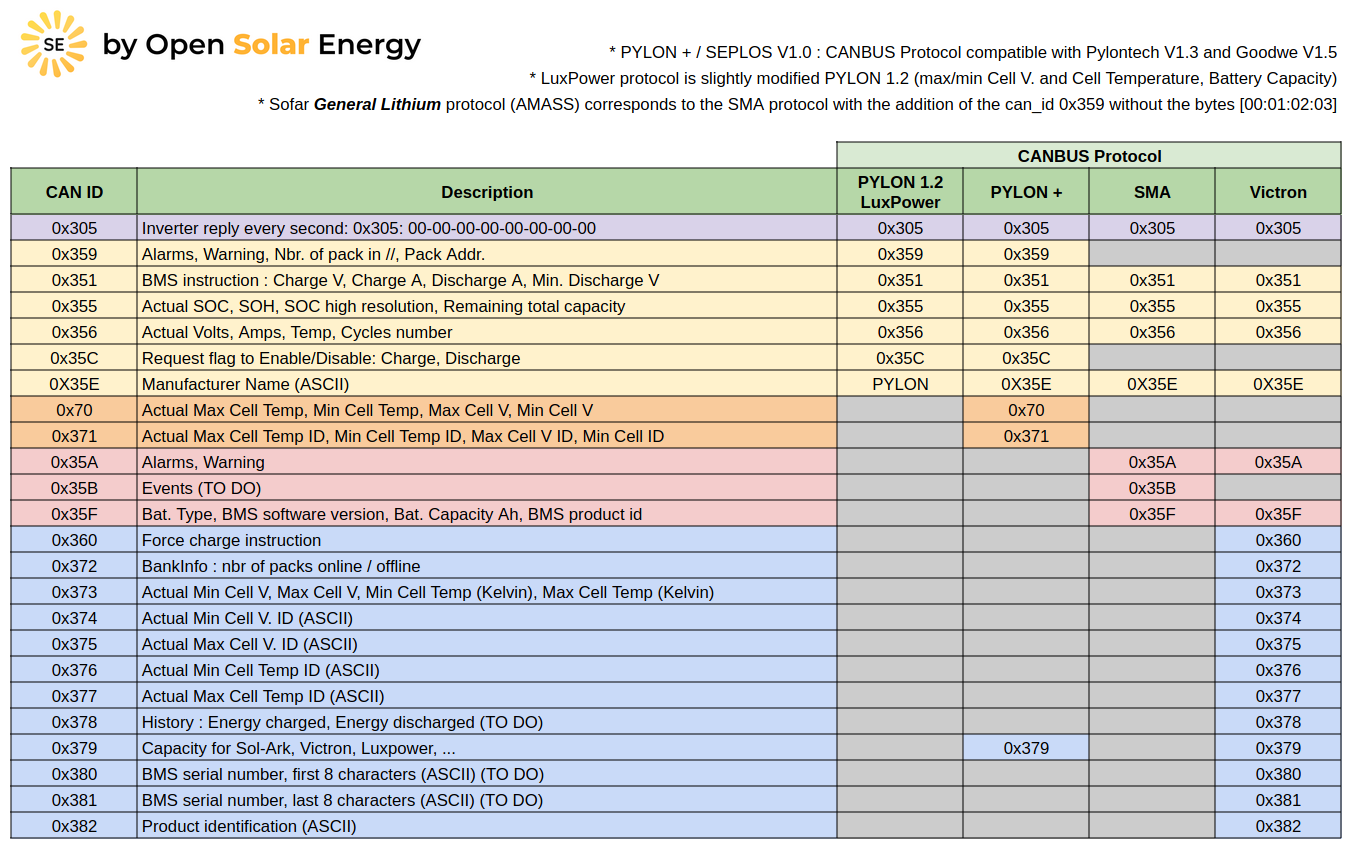 SE by Open Solar Energy
* PYLON + / SEPLOS V1.0 : CANBUS Protocol compatible with Pylontech V1.3 and Goodwe V1.5
* LuxPower protocol is slightly modified PYLON 1.2 (max/min Cell V. and Cell Temperature, Battery Capacity)
* Sofar General Lithium protocol (AMASS) corresponds to the SMA protocol with the addition of the can_id 0x359 without the bytes [00:01:02:03]
CANBUS Protocol
CAN ID Description PYLON 1.2 LuxPower PYLON + SMA Victron
0x305 Inverter reply every second: 0x305: 00-00-00-00-00-00-00-00 0x305 0x305 0x305 0x305
0x359 Alarms, Warning, Nbr. of pack in //, Pack Addr. 0x359 0x359
0x351 BMS instruction : Charge V, Charge A, Discharge A, Min. Discharge V 0x351 0x351 0x351 0x351
0x355 Actual SOC, SOH, SOC high resolution, Remaining total capacity 0x355 0x355 0x355 0x355
0x356 Actual Volts, Amps, Temp, Cycles number 0x356 0x356 0x356 0x356
0x35C Request flag to Enable/Disable: Charge, Discharge 0x35C 0x35C
0X35E Manufacturer Name (ASCII) PYLON 0X35E 0X35E 0X35E
0x70 Actual Max Cell Temp, Min Cell Temp, Max Cell V, Min Cell V 0x70
0x371 Actual Max Cell Temp ID, Min Cell Temp ID, Max Cell V ID, Min Cell ID 0x371
0x35A Alarms, Warning 0x35A 0x35A
0x35B Events (TO DO) 0x35B
0x35F Bat. Type, BMS software version, Bat. Capacity Ah, BMS product id 0x35F 0x35F
0x360 Force charge instruction 0x360
0x372 BankInfo : nbr of packs online / offline 0x372
0x373 Actual Min Cell V, Max Cell V, Min Cell Temp (Kelvin), Max Cell Temp (Kelvin) 0x373
0x374 Actual Min Cell V. ID (ASCII) 0x374
0x375 Actual Max Cell V. ID (ASCII) 0x375
0x376 Actual Min Cell Temp ID (ASCII) 0x376
0x377 Actual Max Cell Temp ID (ASCII) 0x377
0x378 History : Energy charged, Energy discharged (TO DO) 0x378
0x379 Capacity for Sol-Ark, Victron, Luxpower, ... 0x379 0x379
0x380 BMS serial number, first 8 characters (ASCII) (TO DO) 0x380
0x381 BMS serial number, last 8 characters (ASCII) (TO DO) 0x381
0x382 Product identification (ASCII) 0x382